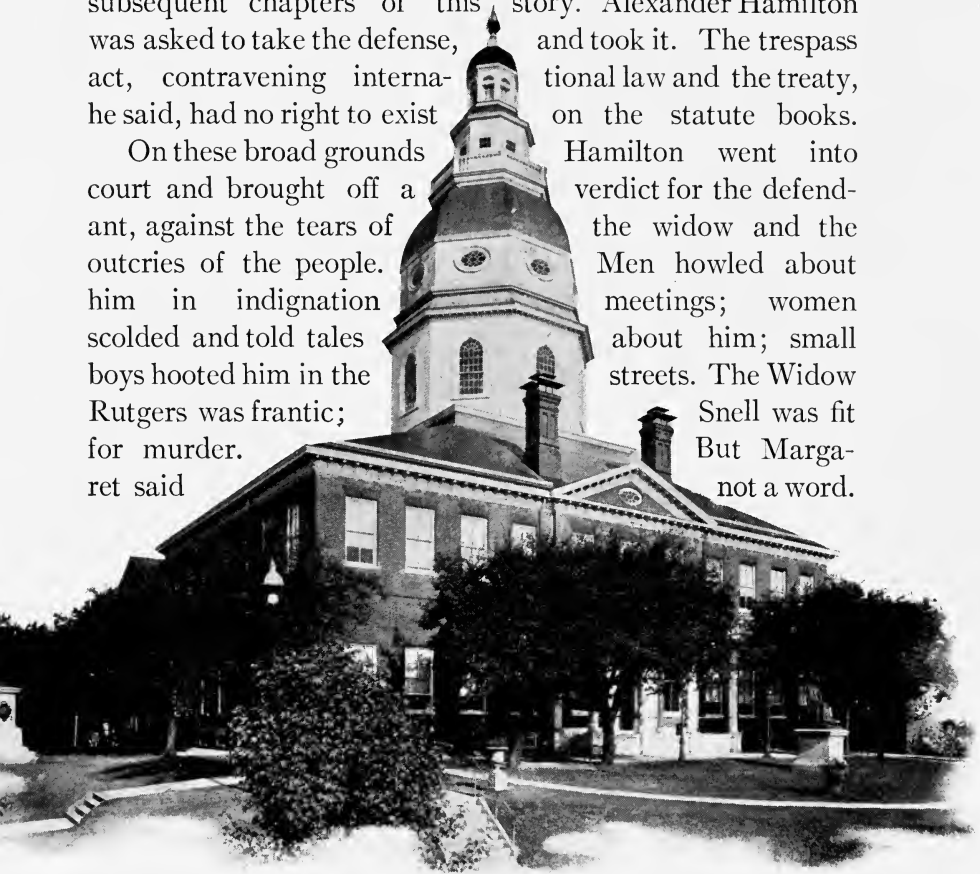 subsequent chapters of this story. Alexander Hamilton
was asked to take the defense, and took it. The trespass
act, contravening interna- tional law and the treaty,
he said, had no right to exist on the statute books.
On these broad grounds Hamilton went into
court and brought off a verdict for the defend-
ant, against the tears of the widow and the
outcries of the people. Men howled about
him in indignation meetings; women
scolded and told tales about him; small
boys hooted him in the streets. The Widow
Rutgers was frantic; Snell was fit
for murder. But Marga-
ret said not a word.